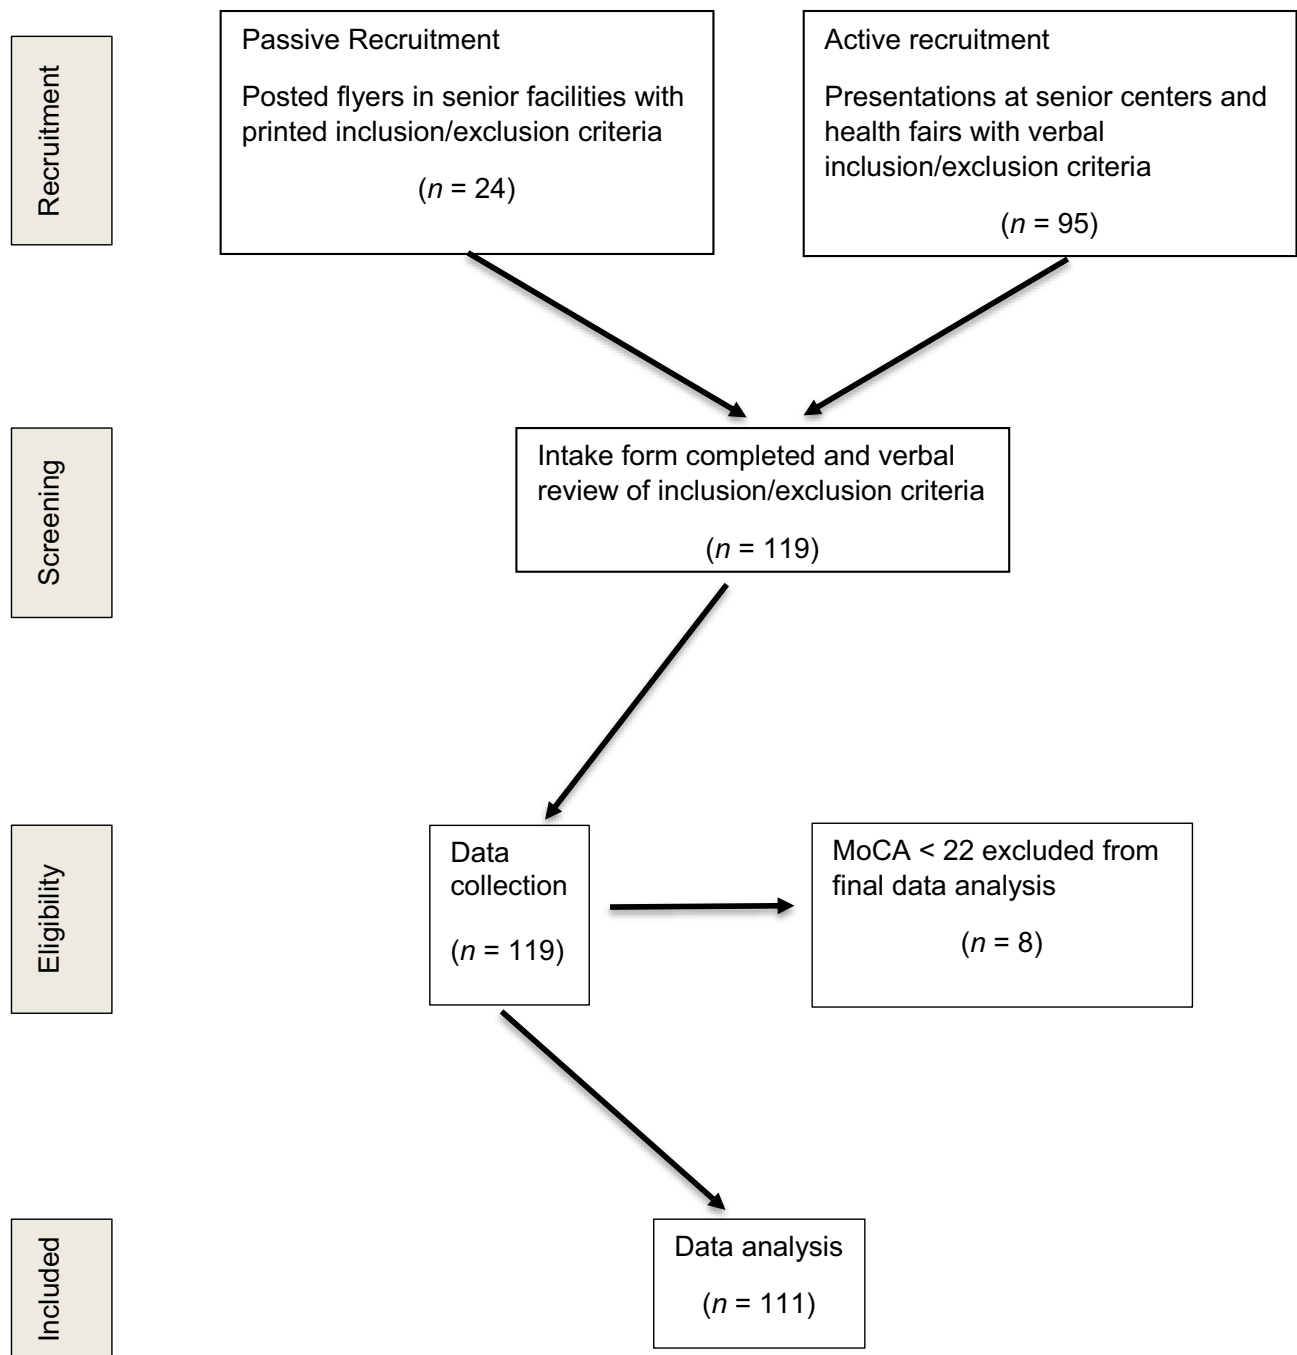 Recruitment
Passive Recruitment
Posted flyers in senior facilities with
printed inclusion/exclusion criteria
(n = 24)
Active recruitment
Presentations at senior centers and
health fairs with verbal
inclusion/exclusion criteria
(n = 95)
Screening
Intake form completed and verbal
review of inclusion/exclusion criteria
(n = 119)
Eligibility
Data
collection
(n = 119)
MoCA < 22 excluded from
final data analysis
(n = 8)
Included
Data analysis
(n = 111)